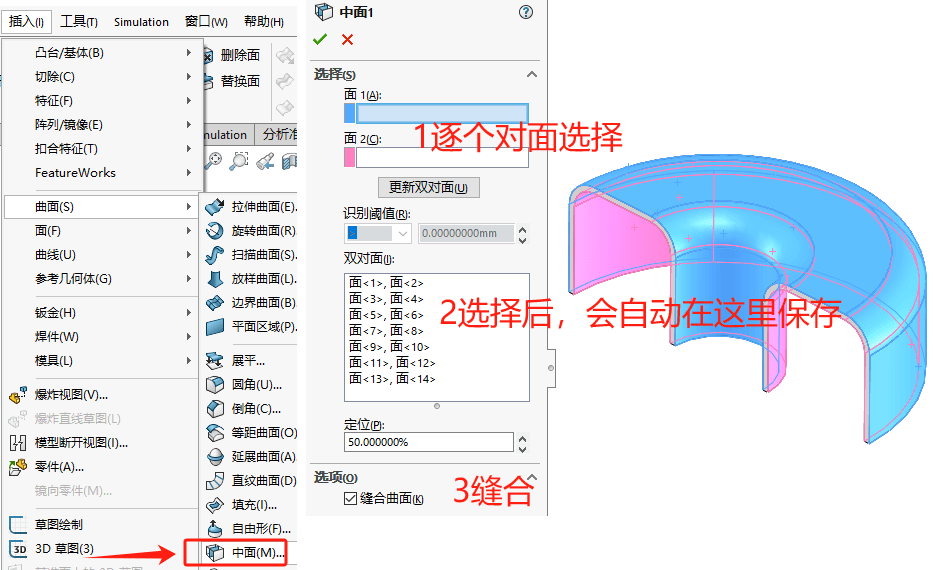 插入(I) 工具(T) Simulation 窗口(W) 帮助(H)
凸台/基体(B)
切除(C)
特征(F)
阵列/镜像(E)
扣合特征(T)
FeatureWorks
曲面(S)
面(F)
曲线(U)
参考几何体(G)
钣金(H)
焊件(W)
模具(L)
爆炸视图(V)...
爆炸直线草图(L)
模型断开视图(I)...
零件(A)...
镜向零件(M)...
草图绘制
3D 3D 草图(3)
删除面
替换面
mulation 分析准
拉伸曲面(E).
旋转曲面(R)
扫描曲面(S).
放样曲面(L).
边界曲面(B)
平面区域(P).
展平...
圆角(U)...
倒角(C)...
等距曲面(O)
延展曲面(A)
直纹曲面(D)
填充(I)...
自由形(F)...
中面(M)...
中面1
选择(S)
面 1(A):
面 2(C):
1逐个对面选择
更新双对面(U)
识别阈值(R):
0.00000000mm
双对面(I):
面<1>, 面<2>
面<3>, 面<4>
面<5>, 面<6>
面<7>, 面<8>
面<9>, 面<10>
面<11>, 面<12>
面<13>, 面<14>
2选择后，会自动在这里保存
定位(P):
50.000000%
选项(O)
缝合曲面(K)
3缝合